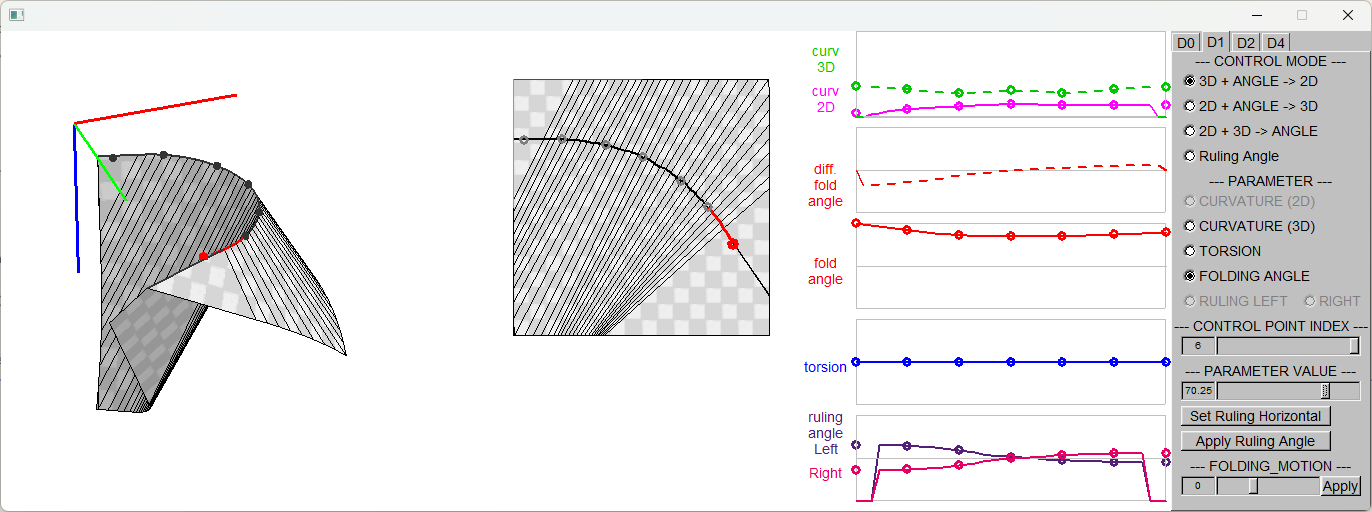 curv
3D
curv
2D
diff.
fold
angle
fold
angle
torsion
ruling
angle
Left
Right
D0 D1 D2 D4
--- CONTROL MODE ---
3D + ANGLE -> 2D
2D + ANGLE -> 3D
2D + 3D -> ANGLE
Ruling Angle
--- PARAMETER ---
CURVATURE (2D)
CURVATURE (3D)
TORSION
FOLDING ANGLE
RULING LEFT RIGHT
--- CONTROL POINT INDEX ---
6
--- PARAMETER VALUE ---
70.25
Set Ruling Horizontal
Apply Ruling Angle
--- FOLDING_MOTION ---
0 Apply